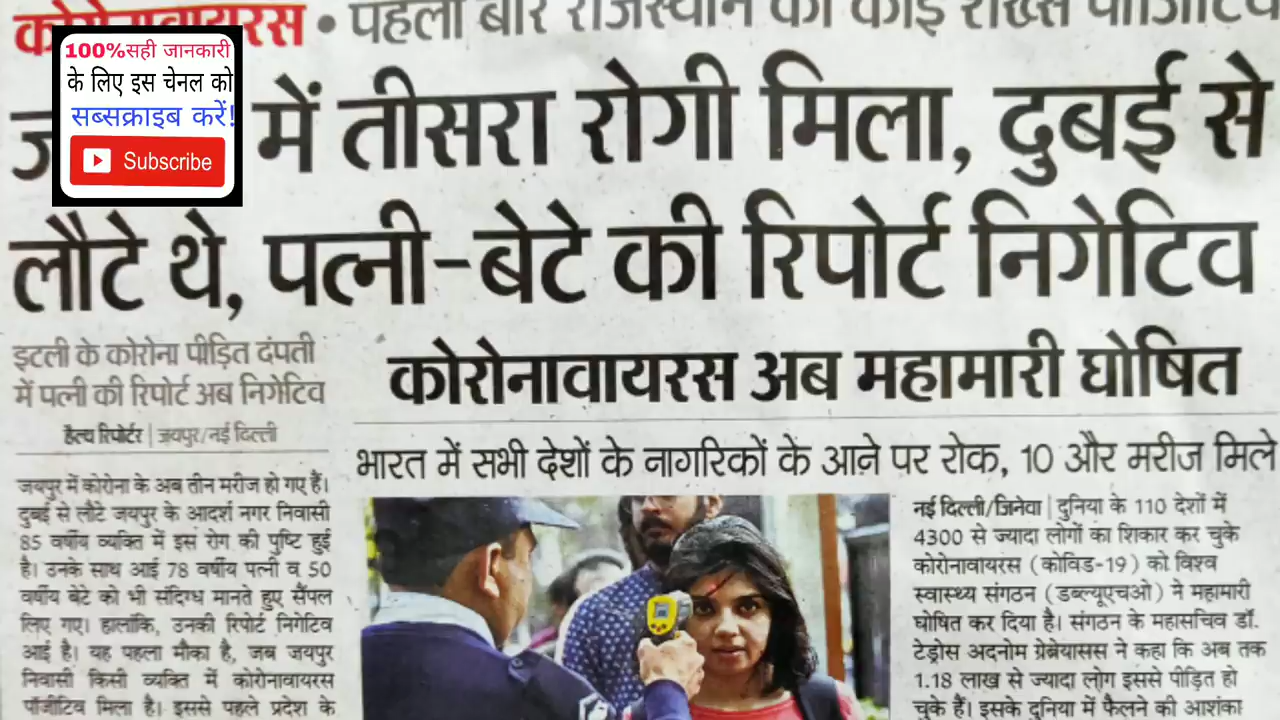 कोरोनावायरस • पहली बार राजस्थान का कोई शख्स पॉजिटिव
100%सही जानकारी
के लिए इस चेनल को
सब्सक्राइब करें!
Subscribe
में तीसरा रोगी मिला, दुबई से
लौटे थे, पत्नी-बेटे की रिपोर्ट निगेटिव
इटली के कोरोना पीड़ित दंपती
में पत्नी की रिपोर्ट अब निगेटिव
हेल्थ रिपोर्टर | जयपुर/नई दिल्ली
जयपुर में कोरोना के अब तीन मरीज हो गए हैं।
दुबई से लौटे जयपुर के आदर्श नगर निवासी
85 वर्षीय व्यक्ति में इस रोग की पुष्टि हुई
है। उनके साथ आई 78 वर्षीय पत्नी व 50
वर्षीय बेटे को भी संदिग्ध मानते हुए सैंपल
लिए गए। हालांकि, उनकी रिपोर्ट निगेटिव
आई है। यह पहला मौका है, जब जयपुर
निवासी किसी व्यक्ति में कोरोनावायरस
पॉजीटिव मिला है। इससे पहले प्रदेश के
कोरोनावायरस अब महामारी घोषित
भारत में सभी देशों के नागरिकों के आने पर रोक, 10 और मरीज मिले
नई दिल्ली/जिनेवा | दुनिया के 110 देशों में
4300 से ज्यादा लोगों का शिकार कर चुके
कोरोनावायरस (कोविड-19) को विश्व
स्वास्थ्य संगठन (डब्ल्यूएचओ) ने महामारी
घोषित कर दिया है। संगठन के महासचिव डॉ.
टेड्रोस अदनोम ग्रेब्रेयासस ने कहा कि अब तक
1.18 लाख से ज्यादा लोग इससे पीड़ित हो
चुके हैं। इसके दुनिया में फैलने की आशंका